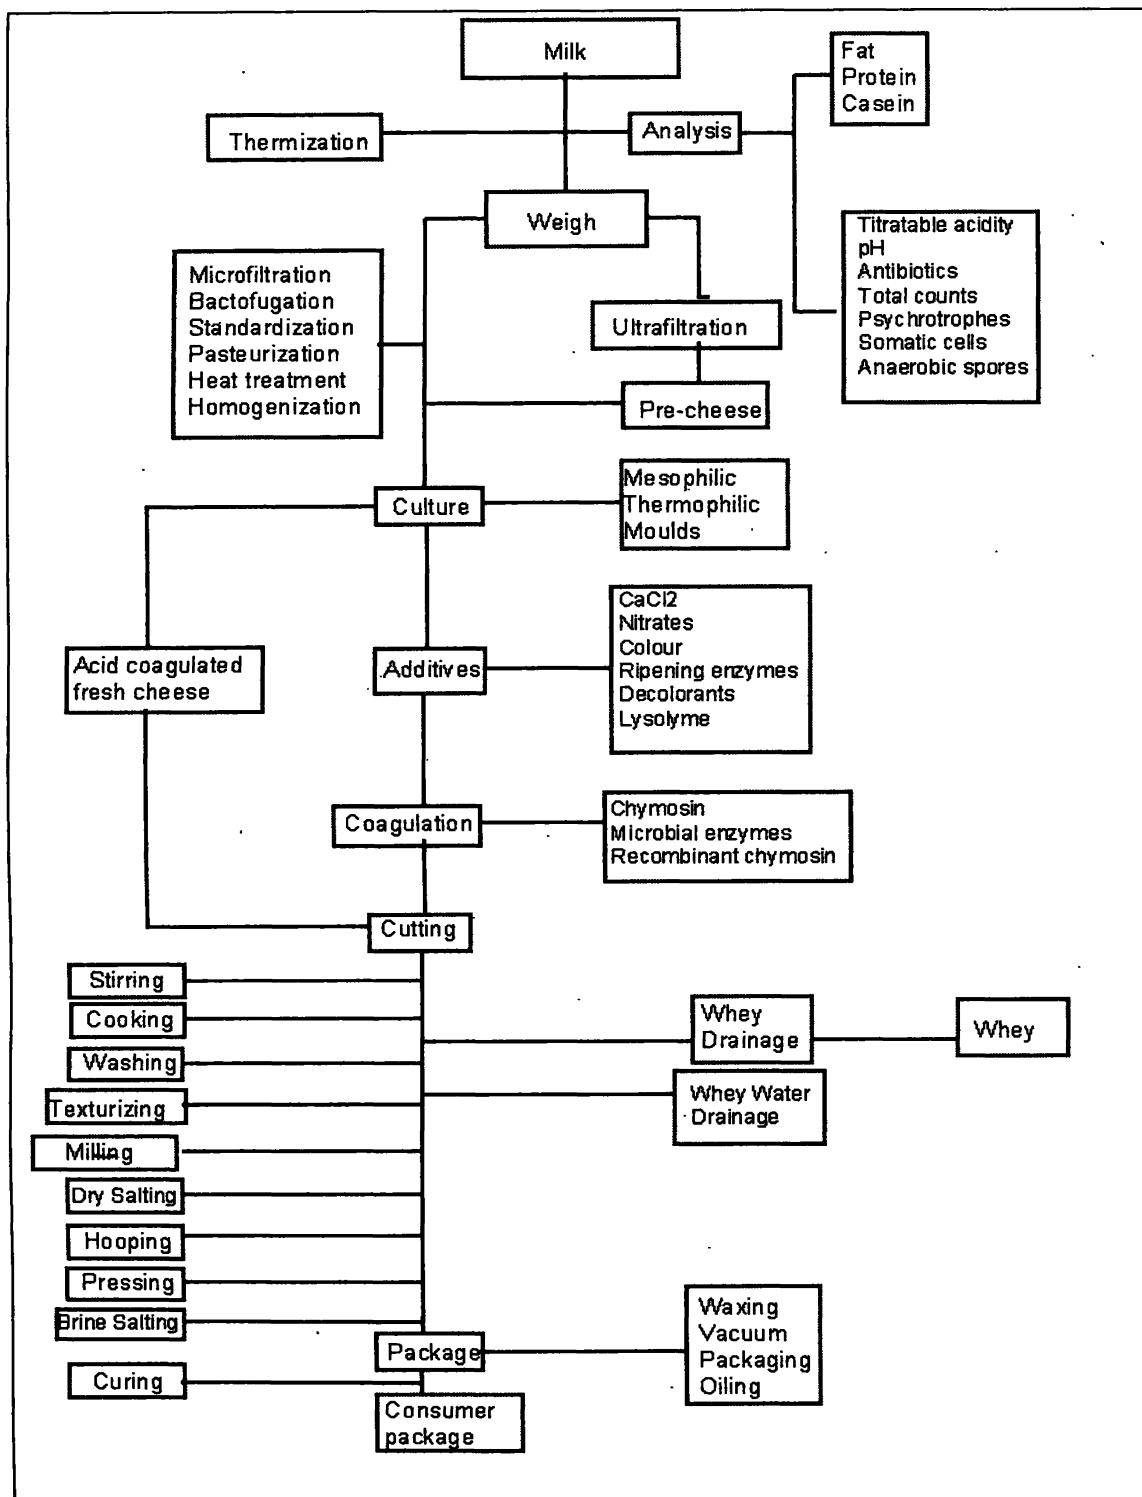 Milk
Fat
Protein
Casein
Thermization
Analysis
Weigh
Titratable acidity
pH
Antibiotics
Total counts
Psychrotrophes
Somatic cells
Anaerobic spores
Microfiltration
Bactofugation
Standardization
Pasteurization
Heat treatment
Homogenization
Ultrafiltration
Pre-cheese
Culture
Mesophilic
Thermophilic
Moulds
Acid coagulated
fresh cheese
Additives
CaCl2
Nitrates
Colour
Ripening enzymes
Decolorants
Lysolyme
Coagulation
Chymosin
Microbial enzymes
Recombinant chymosin
Cutting
Stirring
Cooking
Washing
Texturizing
Milling
Dry Salting
Hooping
Pressing
Brine Salting
Curing
Whey
Drainage
Whey
Whey Water
Drainage
Package
Waxing
Vacuum
Packaging
Oiling
Consumer
package